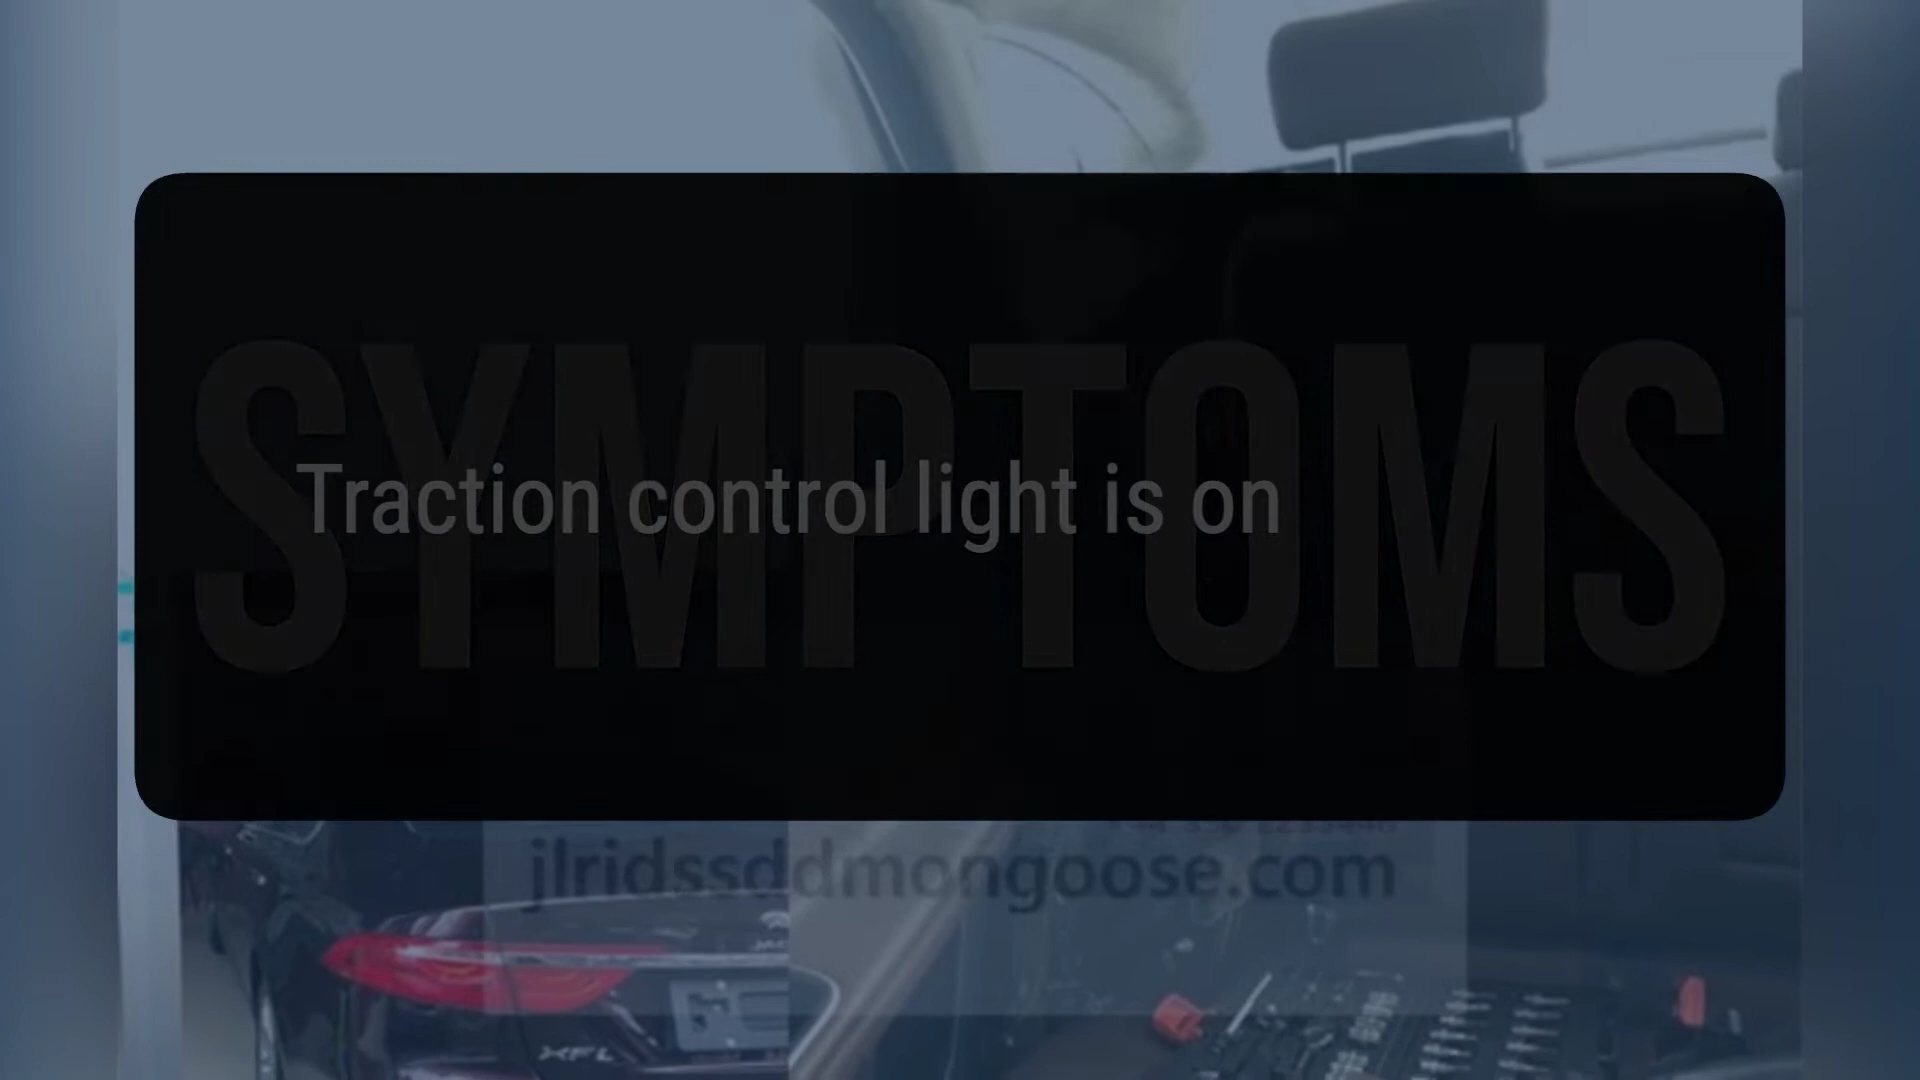 SYMPTOMS
Traction control light is on
jlridssddmongoose.com
XFL